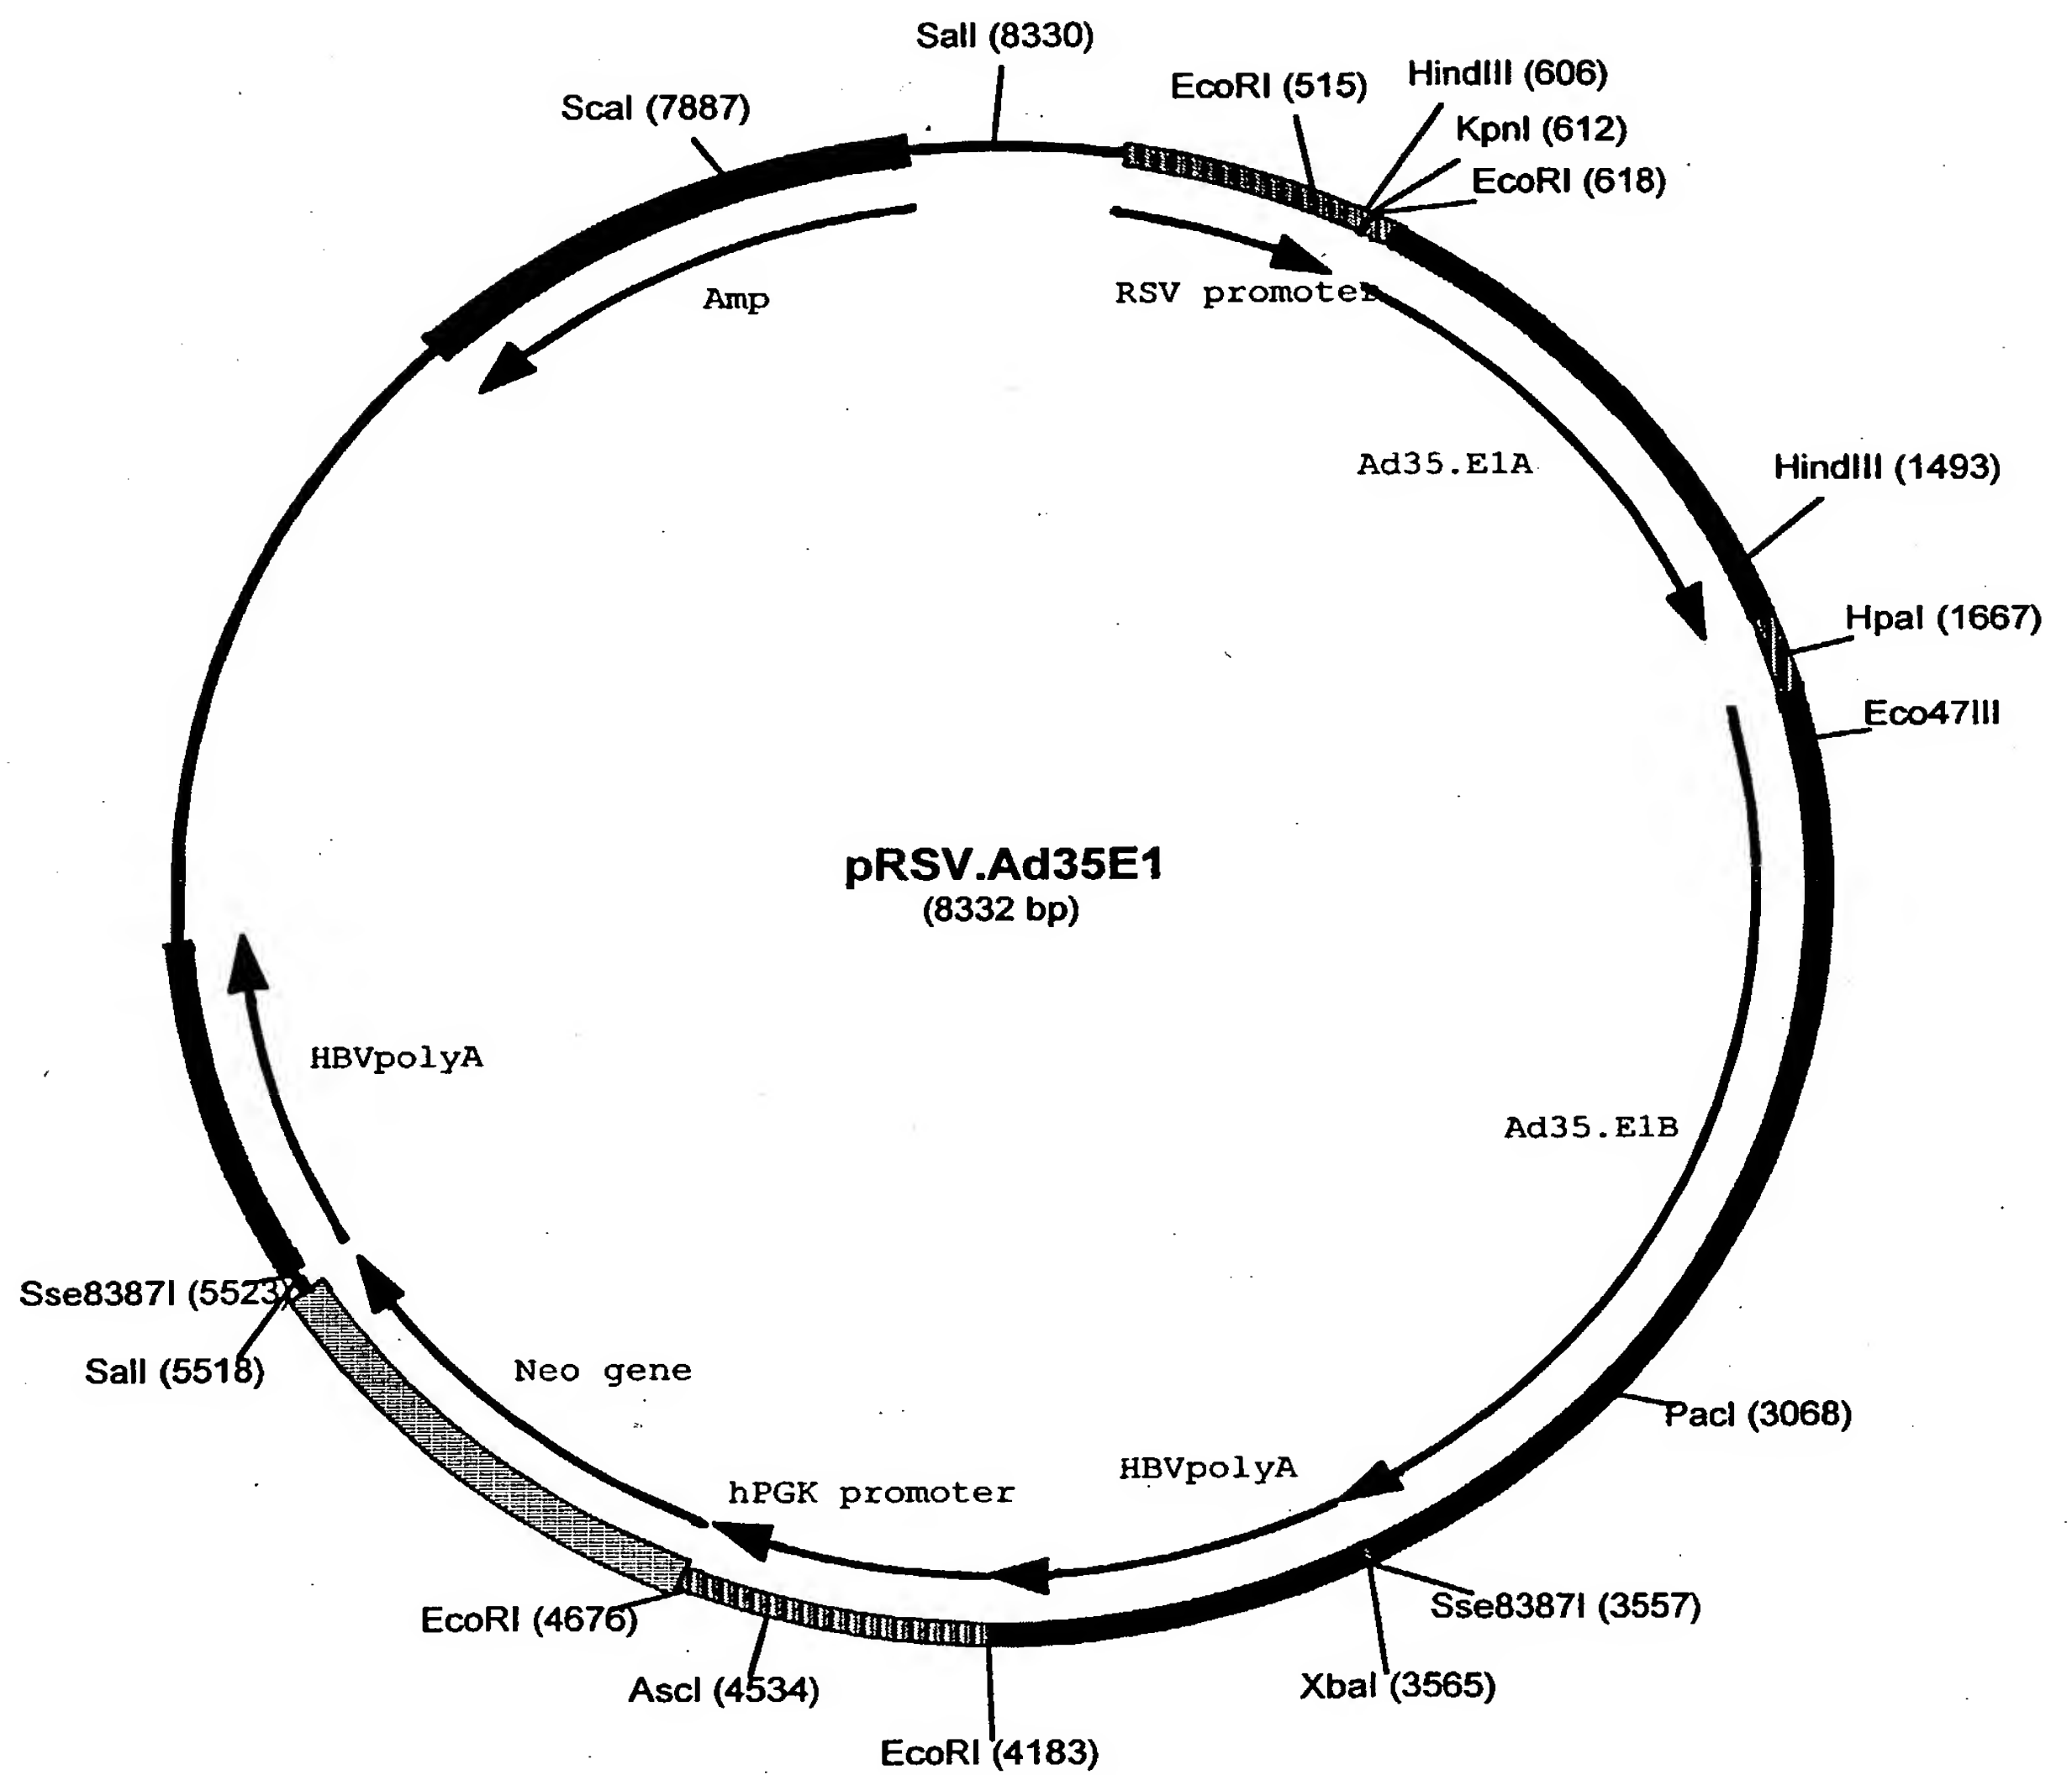 SalI (8330)
ScaI (7887)
EcoRI (515)
HindIII (606)
KpnI (612)
EcoRI (618)
Amp
RSV promoter
Ad35.E1A
HindIII (1493)
HpaI (1667)
Eco47III
pRSV.Ad35E1
(8332 bp)
HBVpolyA
Ad35.E1B
Sse8387I (5523)
SalI (5518)
Neo gene
PacI (3068)
HBVpolyA
hPGK promoter
Sse8387I (3557)
EcoRI (4676)
AscI (4534)
XbaI (3565)
EcoRI (4183)